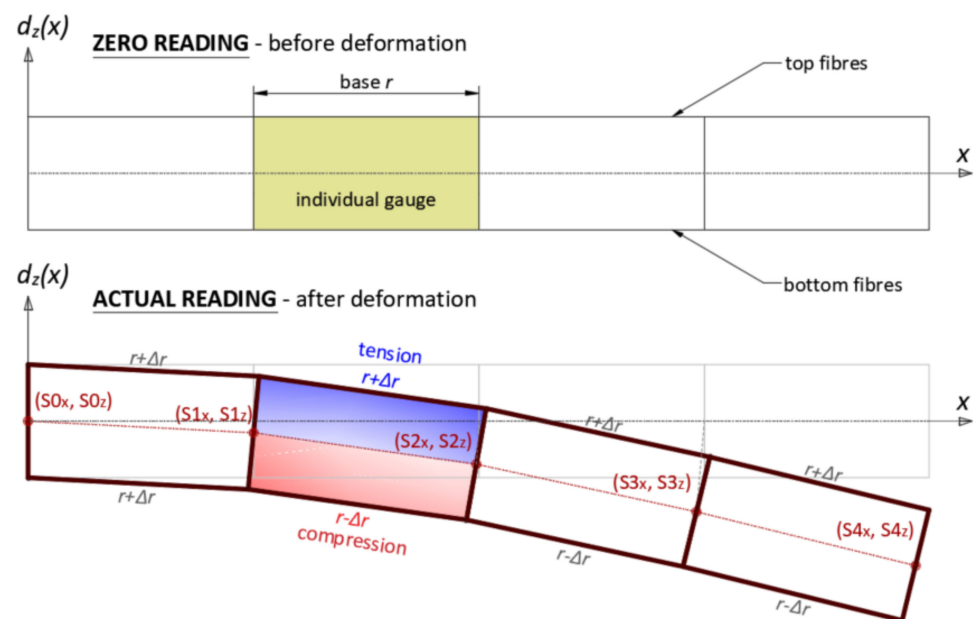 dz(x)
ZERO READING - before deformation
base r
top fibres
x
individual gauge
bottom fibres
dz(x)
ACTUAL READING - after deformation
r+Δr
tension
r+Δr
(S0x, S0z)
(S1x, S1z)
x
r+Δr
(S2x, S2z)
r+Δr
(S3x, S3z)
r+Δr
r-Δr
compression
(S4x, S4z)
r-Δr
r-Δr